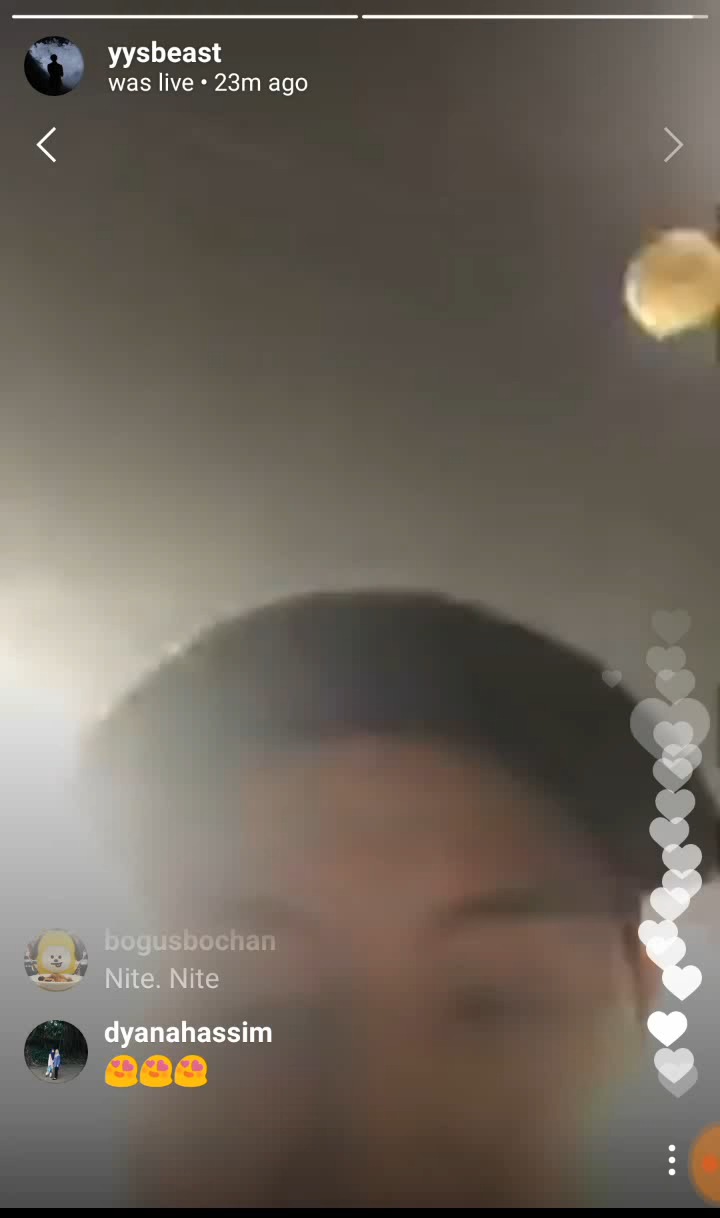 yysbeast
was live • 23m ago
bogusbochan
Nite. Nite
dyanahassim
😍😍😍